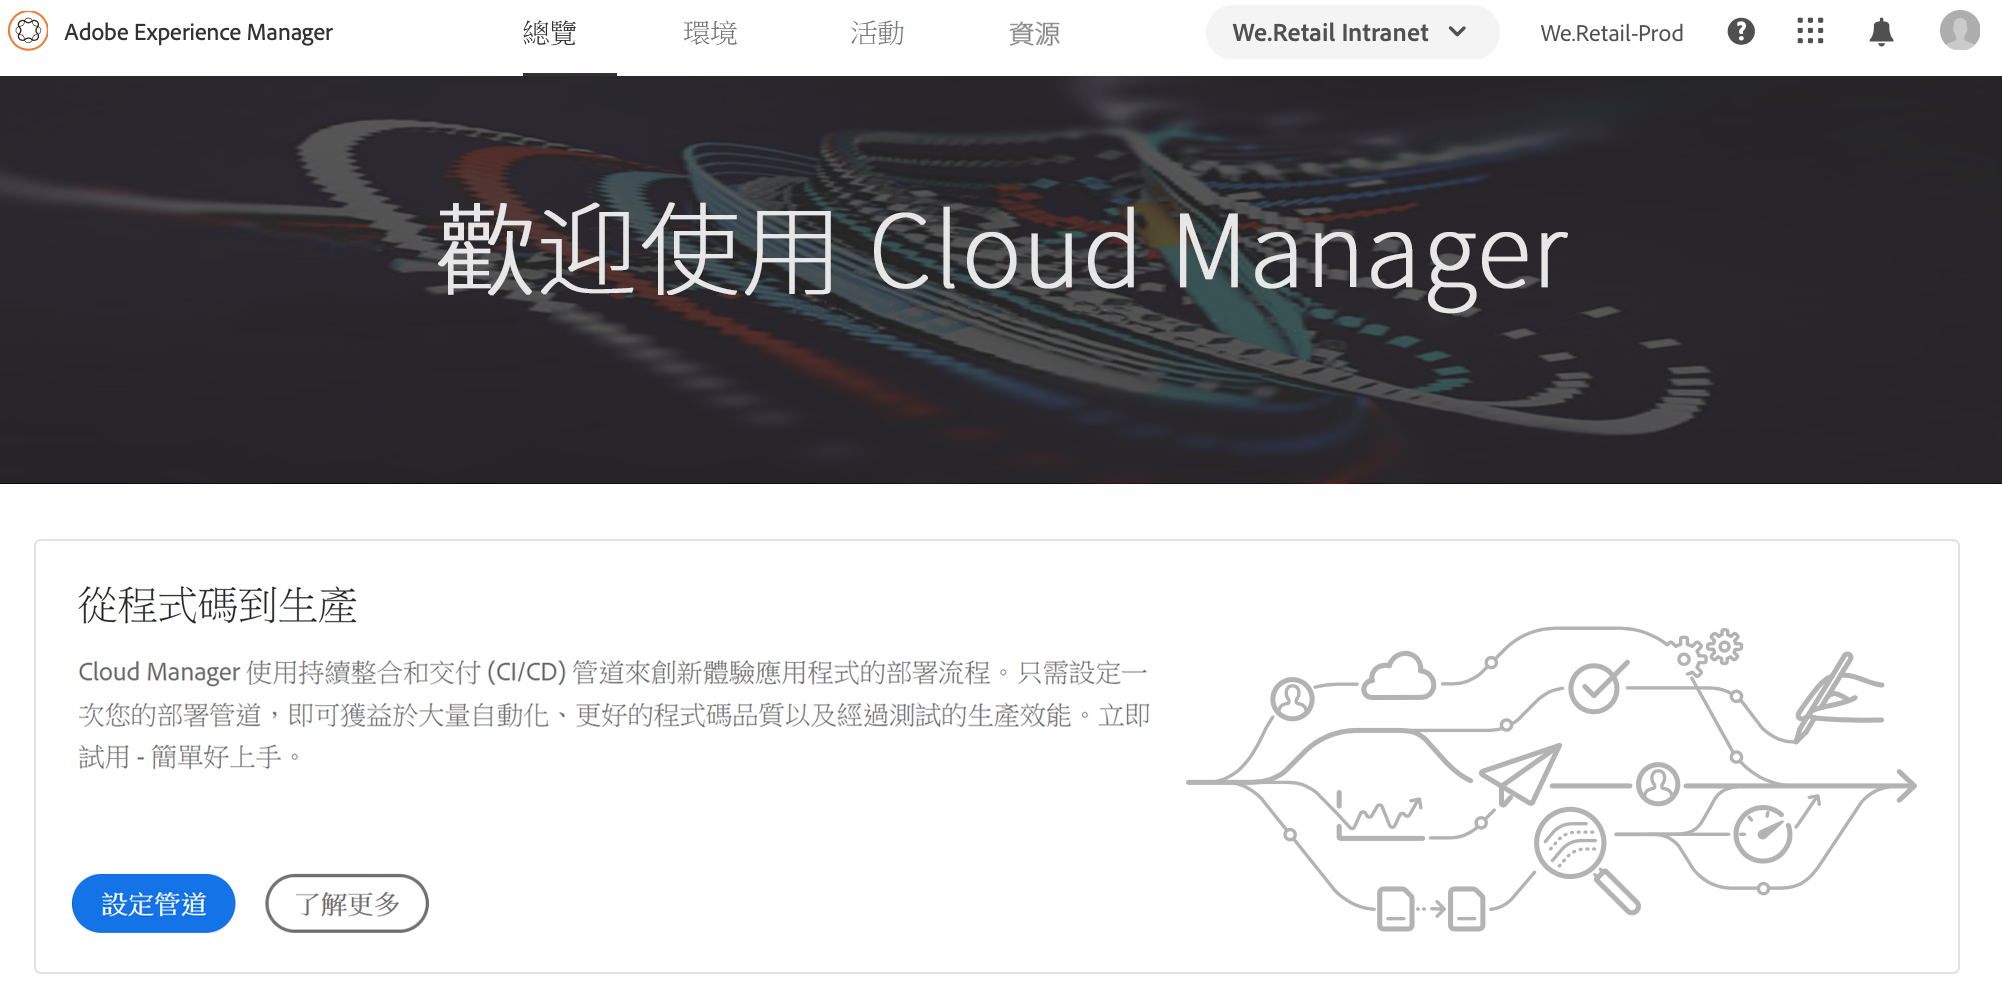 Adobe Experience Manager
總覽
環境
活動
資源
We.Retail Intranet
We.Retail-Prod
?
歡迎使用 Cloud Manager
從程式碼到生產
Cloud Manager 使用持續整合和交付 (CI/CD) 管道來創新體驗應用程式的部署流程。只需設定一
次您的部署管道，即可獲益於大量自動化、更好的程式碼品質以及經過測試的生產效能。立即
試用 - 簡單好上手。
設定管道
了解更多